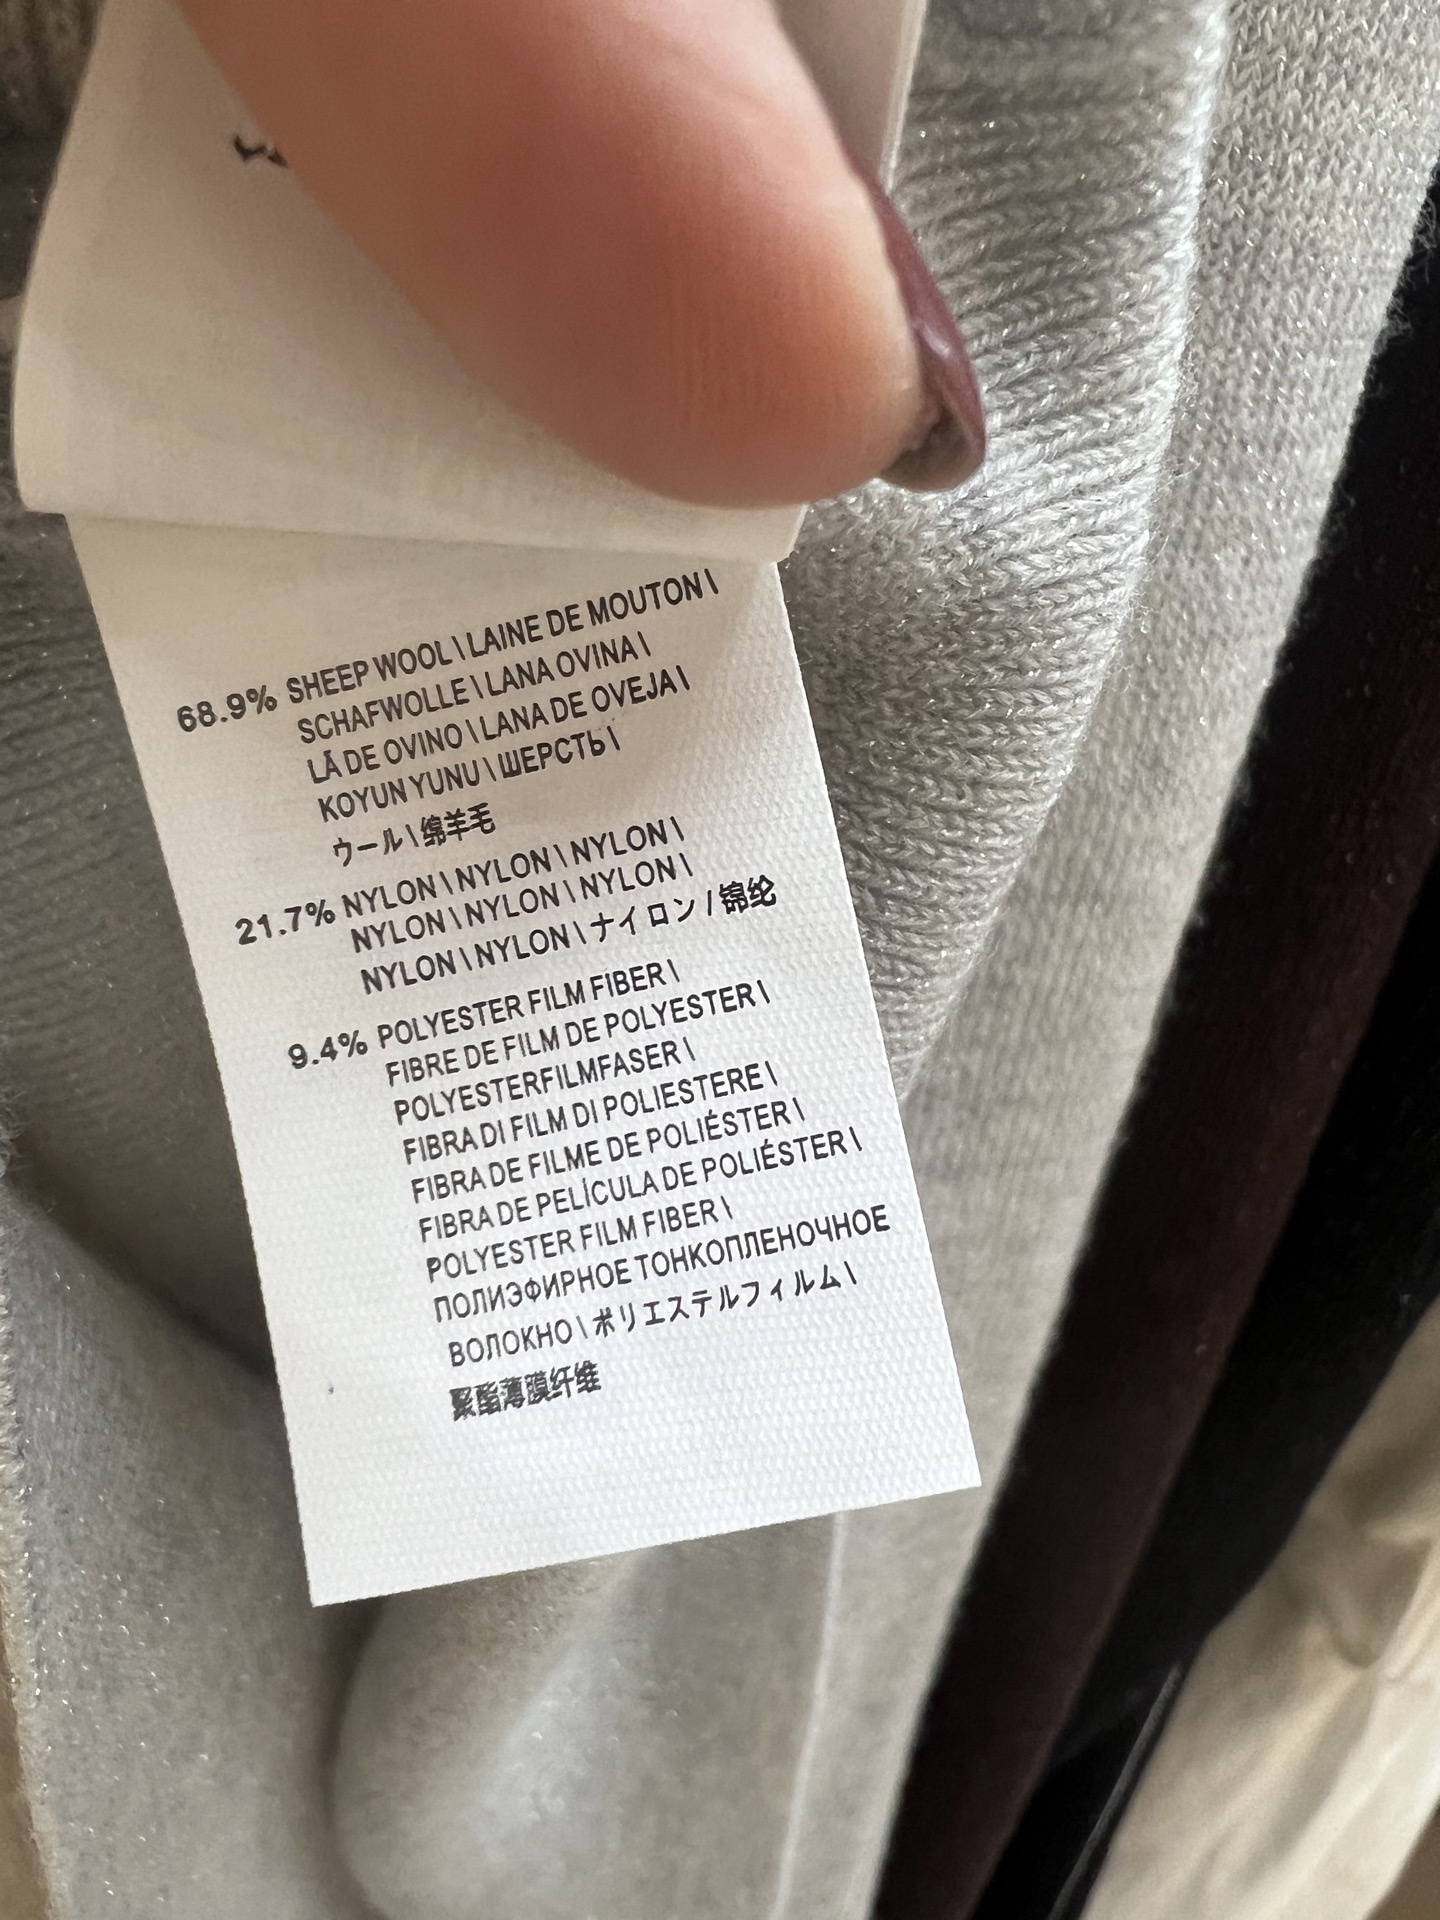 68.9% SHEEP WOOL \ LAINE DE MOUTON \
SCHAFWOLLE \ LANA OVINA \
LÃ DE OVINO \ LANA DE OVEJA \
KOYUN YUNU \ ШЕРСТЬ \
ウール \ 绵羊毛
21.7% NYLON \ NYLON \ NYLON \
NYLON \ NYLON \ NYLON \
NYLON \ NYLON \ ナイロン / 锦纶
9.4% POLYESTER FILM FIBER \
FIBRE DE FILM DE POLYESTER \
POLYESTERFILMFASER \
FIBRA DI FILM DI POLIESTERE \
FIBRA DE FILME DE POLIÉSTER \
FIBRA DE PELÍCULA DE POLIÉSTER \
POLYESTER FILM FIBER \
ПОЛИЭФИРНОЕ ТОНКОПЛЕНОЧНОЕ
ВОЛОКНО \ ポリエステルフィルム \
聚酯薄膜纤维